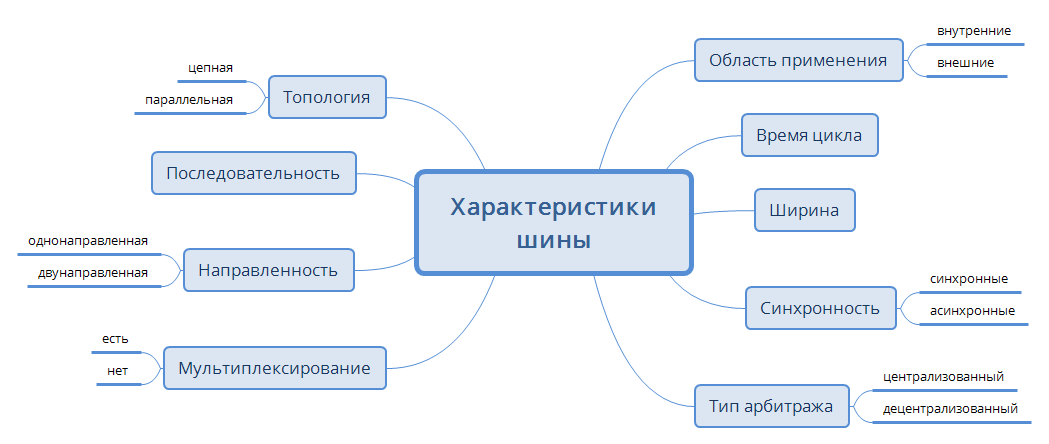 Характеристики
шины
Область применения
внутренние
внешние
Время цикла
Ширина
Синхронность
синхронные
асинхронные
Тип арбитража
централизованный
децентрализованный
Топология
цепная
параллельная
Последовательность
Направленность
однонаправленная
двунаправленная
Мультиплексирование
есть
нет